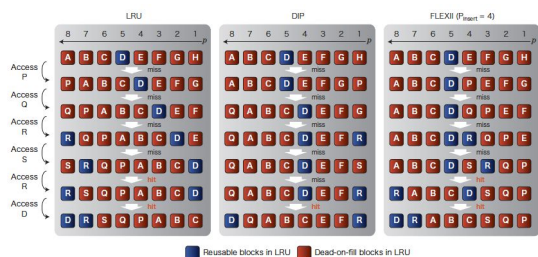 LRU
8 7 6 5 4 3 2 1
p
A B C D E F G H
miss
P A B C D E F G
miss
Q P A B C D E F
miss
R Q P A B C D E
miss
S R Q P A B C D
hit
R S Q P A B C D
hit
D R S Q P A B C
DIP
8 7 6 5 4 3 2 1
p
A B C D E F G H
miss
A B C D E F G P
miss
Q A B C D E F G
miss
Q A B C D E F R
miss
Q A B C D E F S
miss
Q A B C D E F R
hit
D Q A B C E F R
FLEXII (Pinsert = 4)
8 7 6 5 4 3 2 1
p
A B C D E F G H
miss
A B C D P E F G
miss
A B C D Q P E F
miss
A B C D R Q P E
miss
A B C D S R Q P
hit
R A B C D S Q P
hit
D R A B C S Q P
Access
P
Access
Q
Access
R
Access
S
Access
R
Access
D
Reusable blocks in LRU
Dead-on-fill blocks in LRU